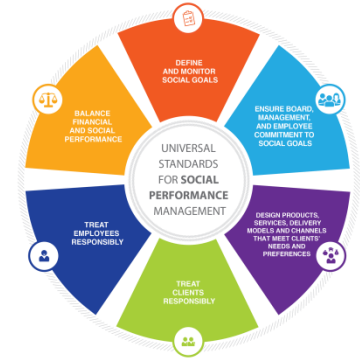 DEFINE
AND MONITOR
SOCIAL GOALS
ENSURE BOARD,
MANAGEMENT,
AND EMPLOYEE
COMMITMENT TO
SOCIAL GOALS
DESIGN PRODUCTS,
SERVICES, DELIVERY
MODELS AND CHANNELS
THAT MEET CLIENTS'
NEEDS AND
PREFERENCES
TREAT
CLIENTS
RESPONSIBLY
TREAT
EMPLOYEES
RESPONSIBLY
BALANCE
FINANCIAL
AND SOCIAL
PERFORMANCE
UNIVERSAL
STANDARDS
FOR SOCIAL
PERFORMANCE
MANAGEMENT